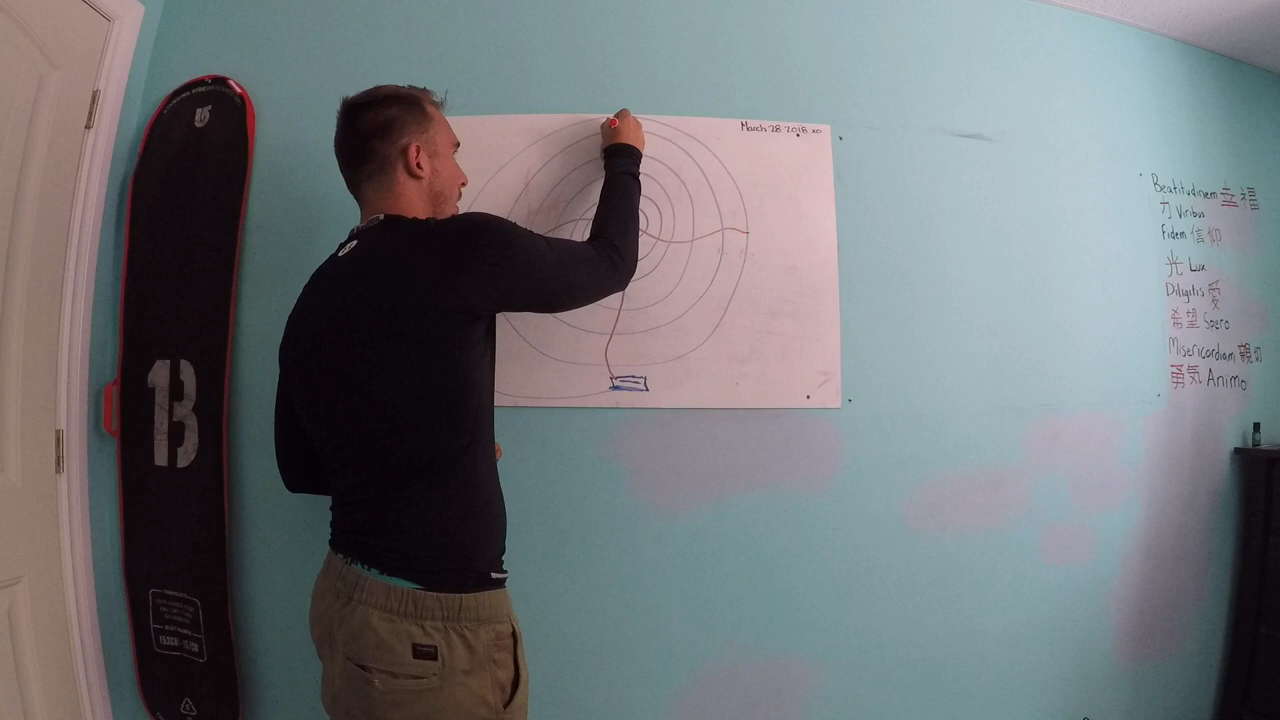 13
March 28 2018 xo
Beatitudinem 幸福
力 Viribus
Fidem 信仰
光 Lux
Diligitis 愛
希望 Spero
Misericordiam 親切
勇気 Animo